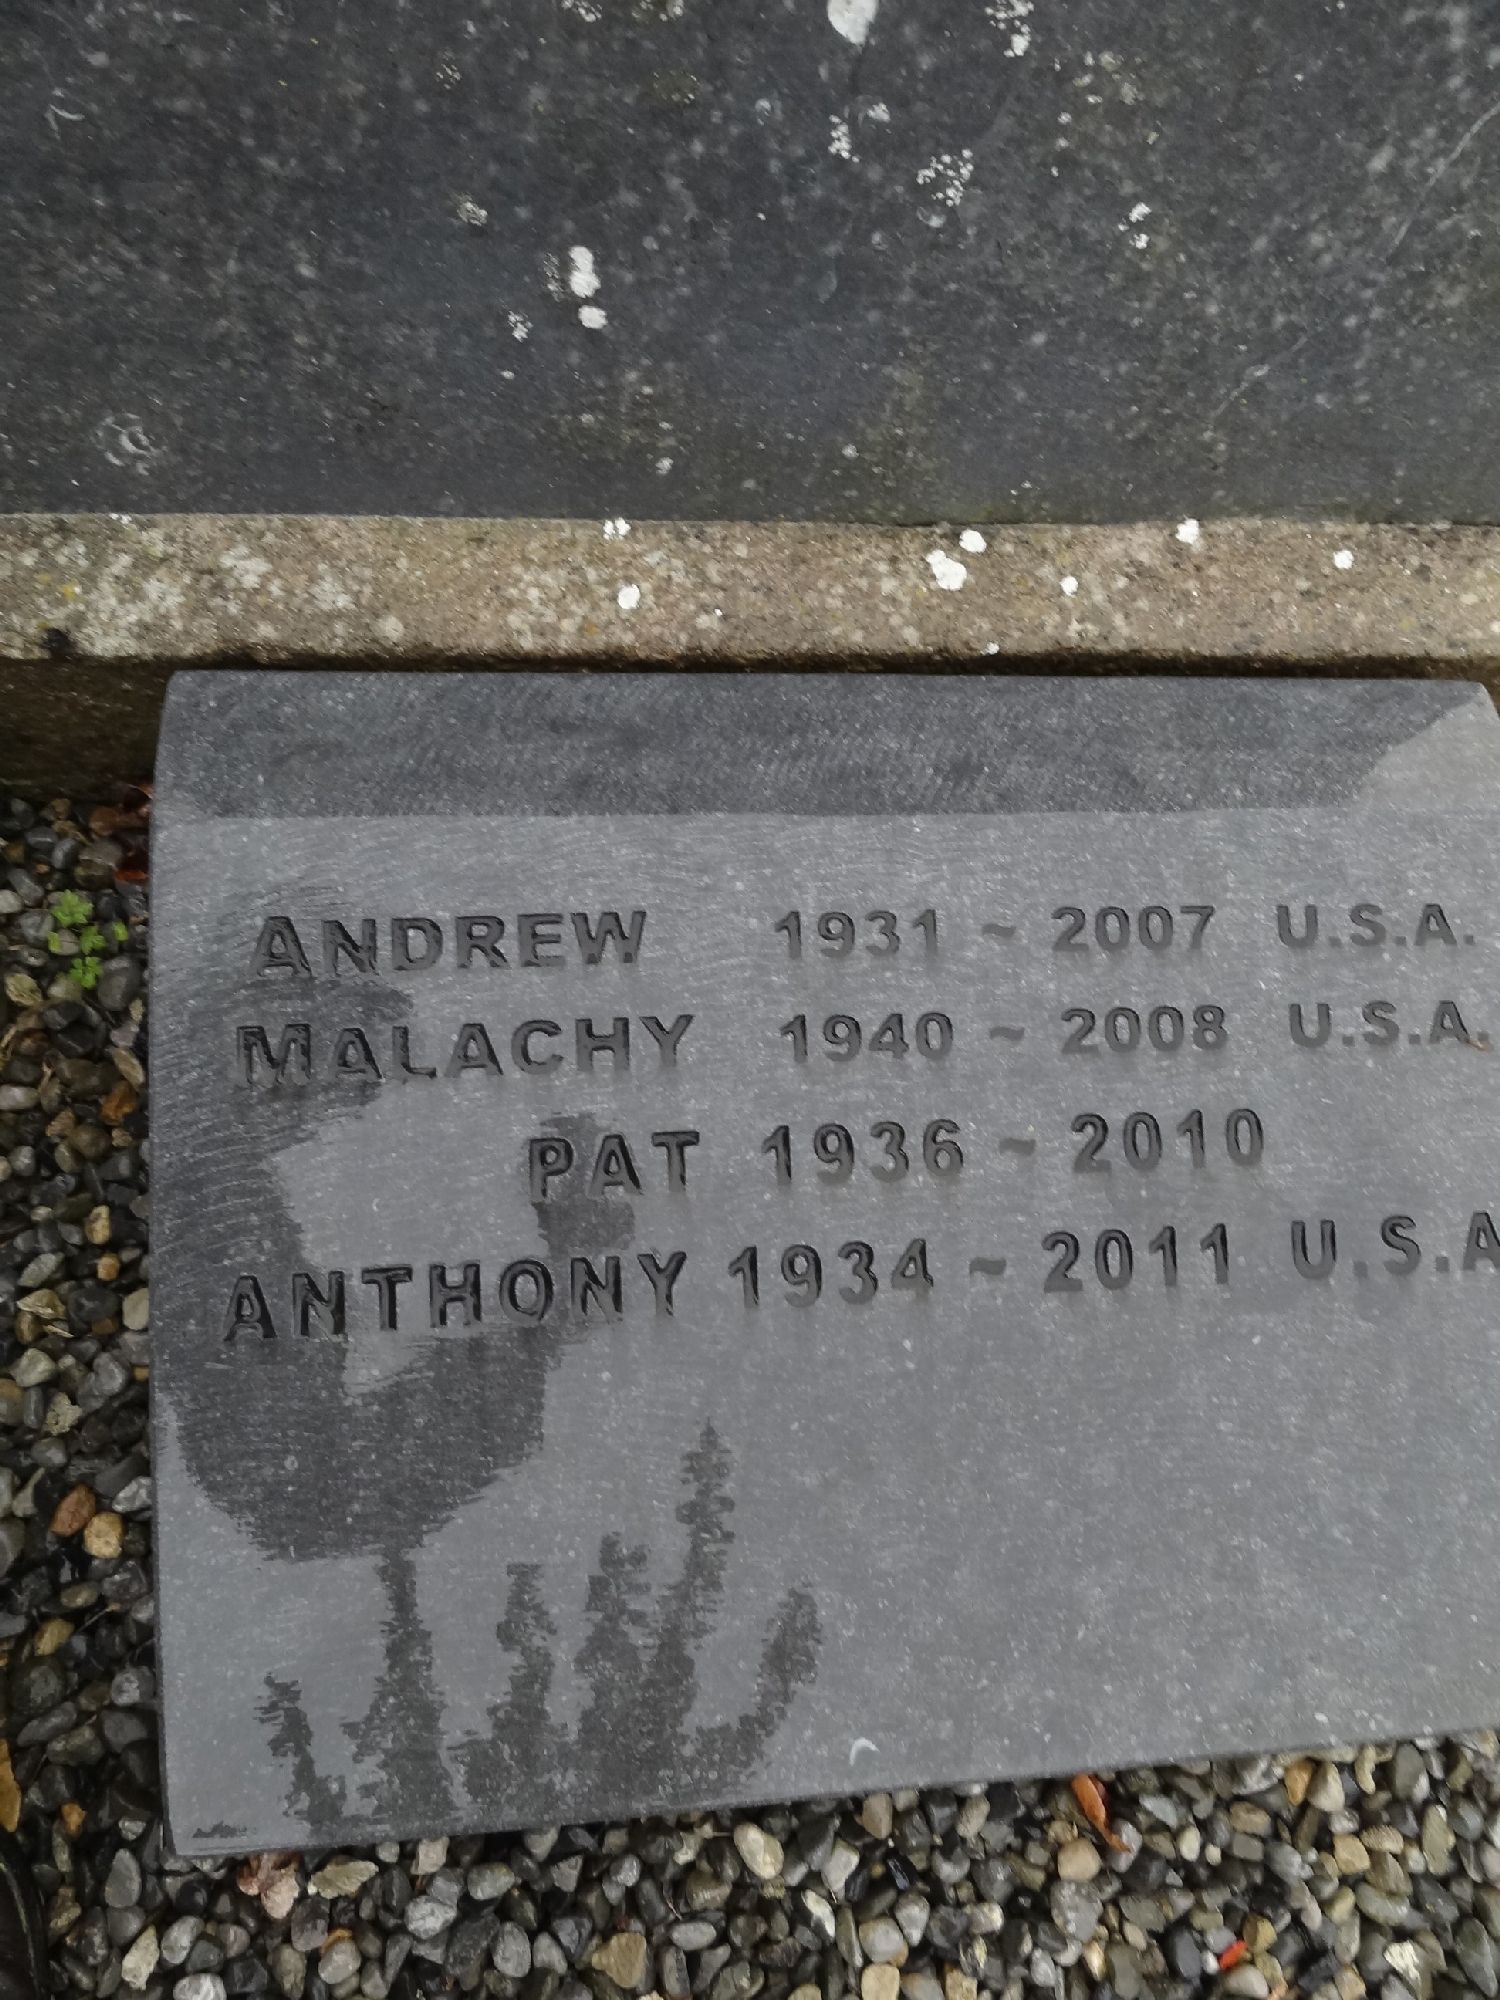 ANDREW 1931 ~ 2007 U.S.A.
MALACHY 1940 ~ 2008 U.S.A.
PAT 1936 ~ 2010
ANTHONY 1934 ~ 2011 U.S.A